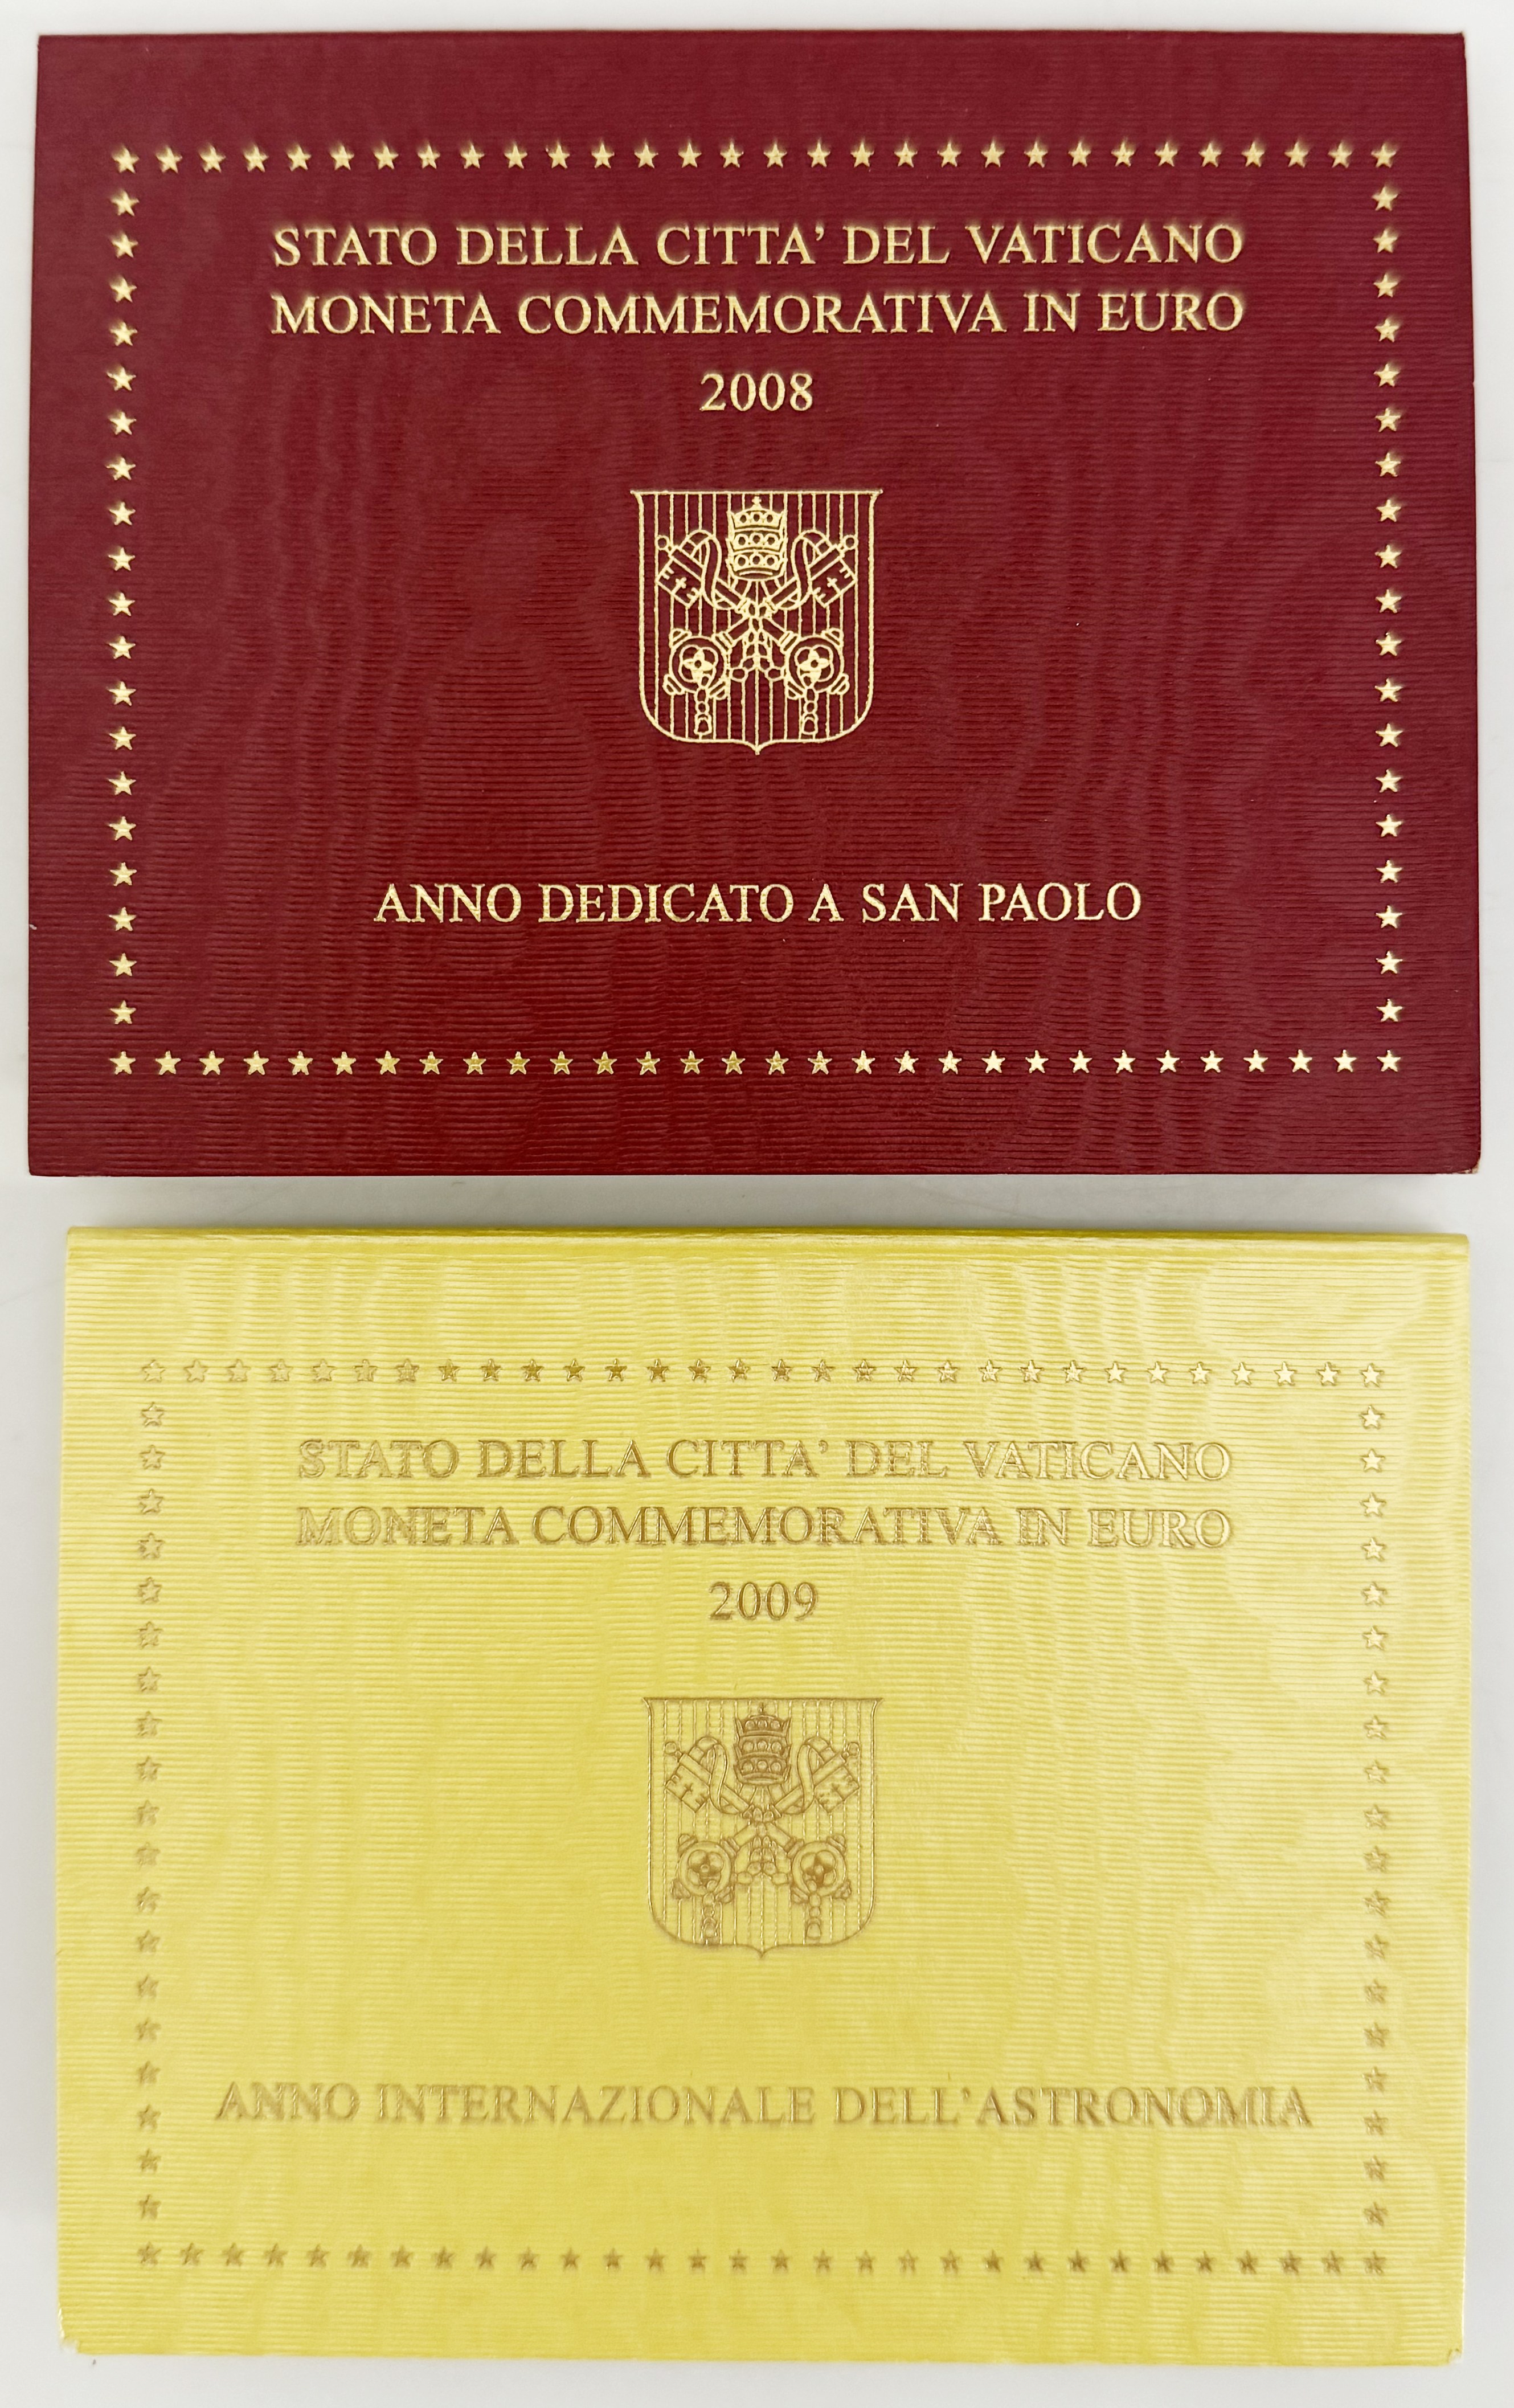 STATO DELLA CITTA' DEL VATICANO
MONETA COMMEMORATIVA IN EURO
2008
ANNO DEDICATO A SAN PAOLO
STATO DELLA CITTA' DEL VATICANO
MONETA COMMEMORATIVA IN EURO
2009
ANNO INTERNAZIONALE DELL'ASTRONOMIA